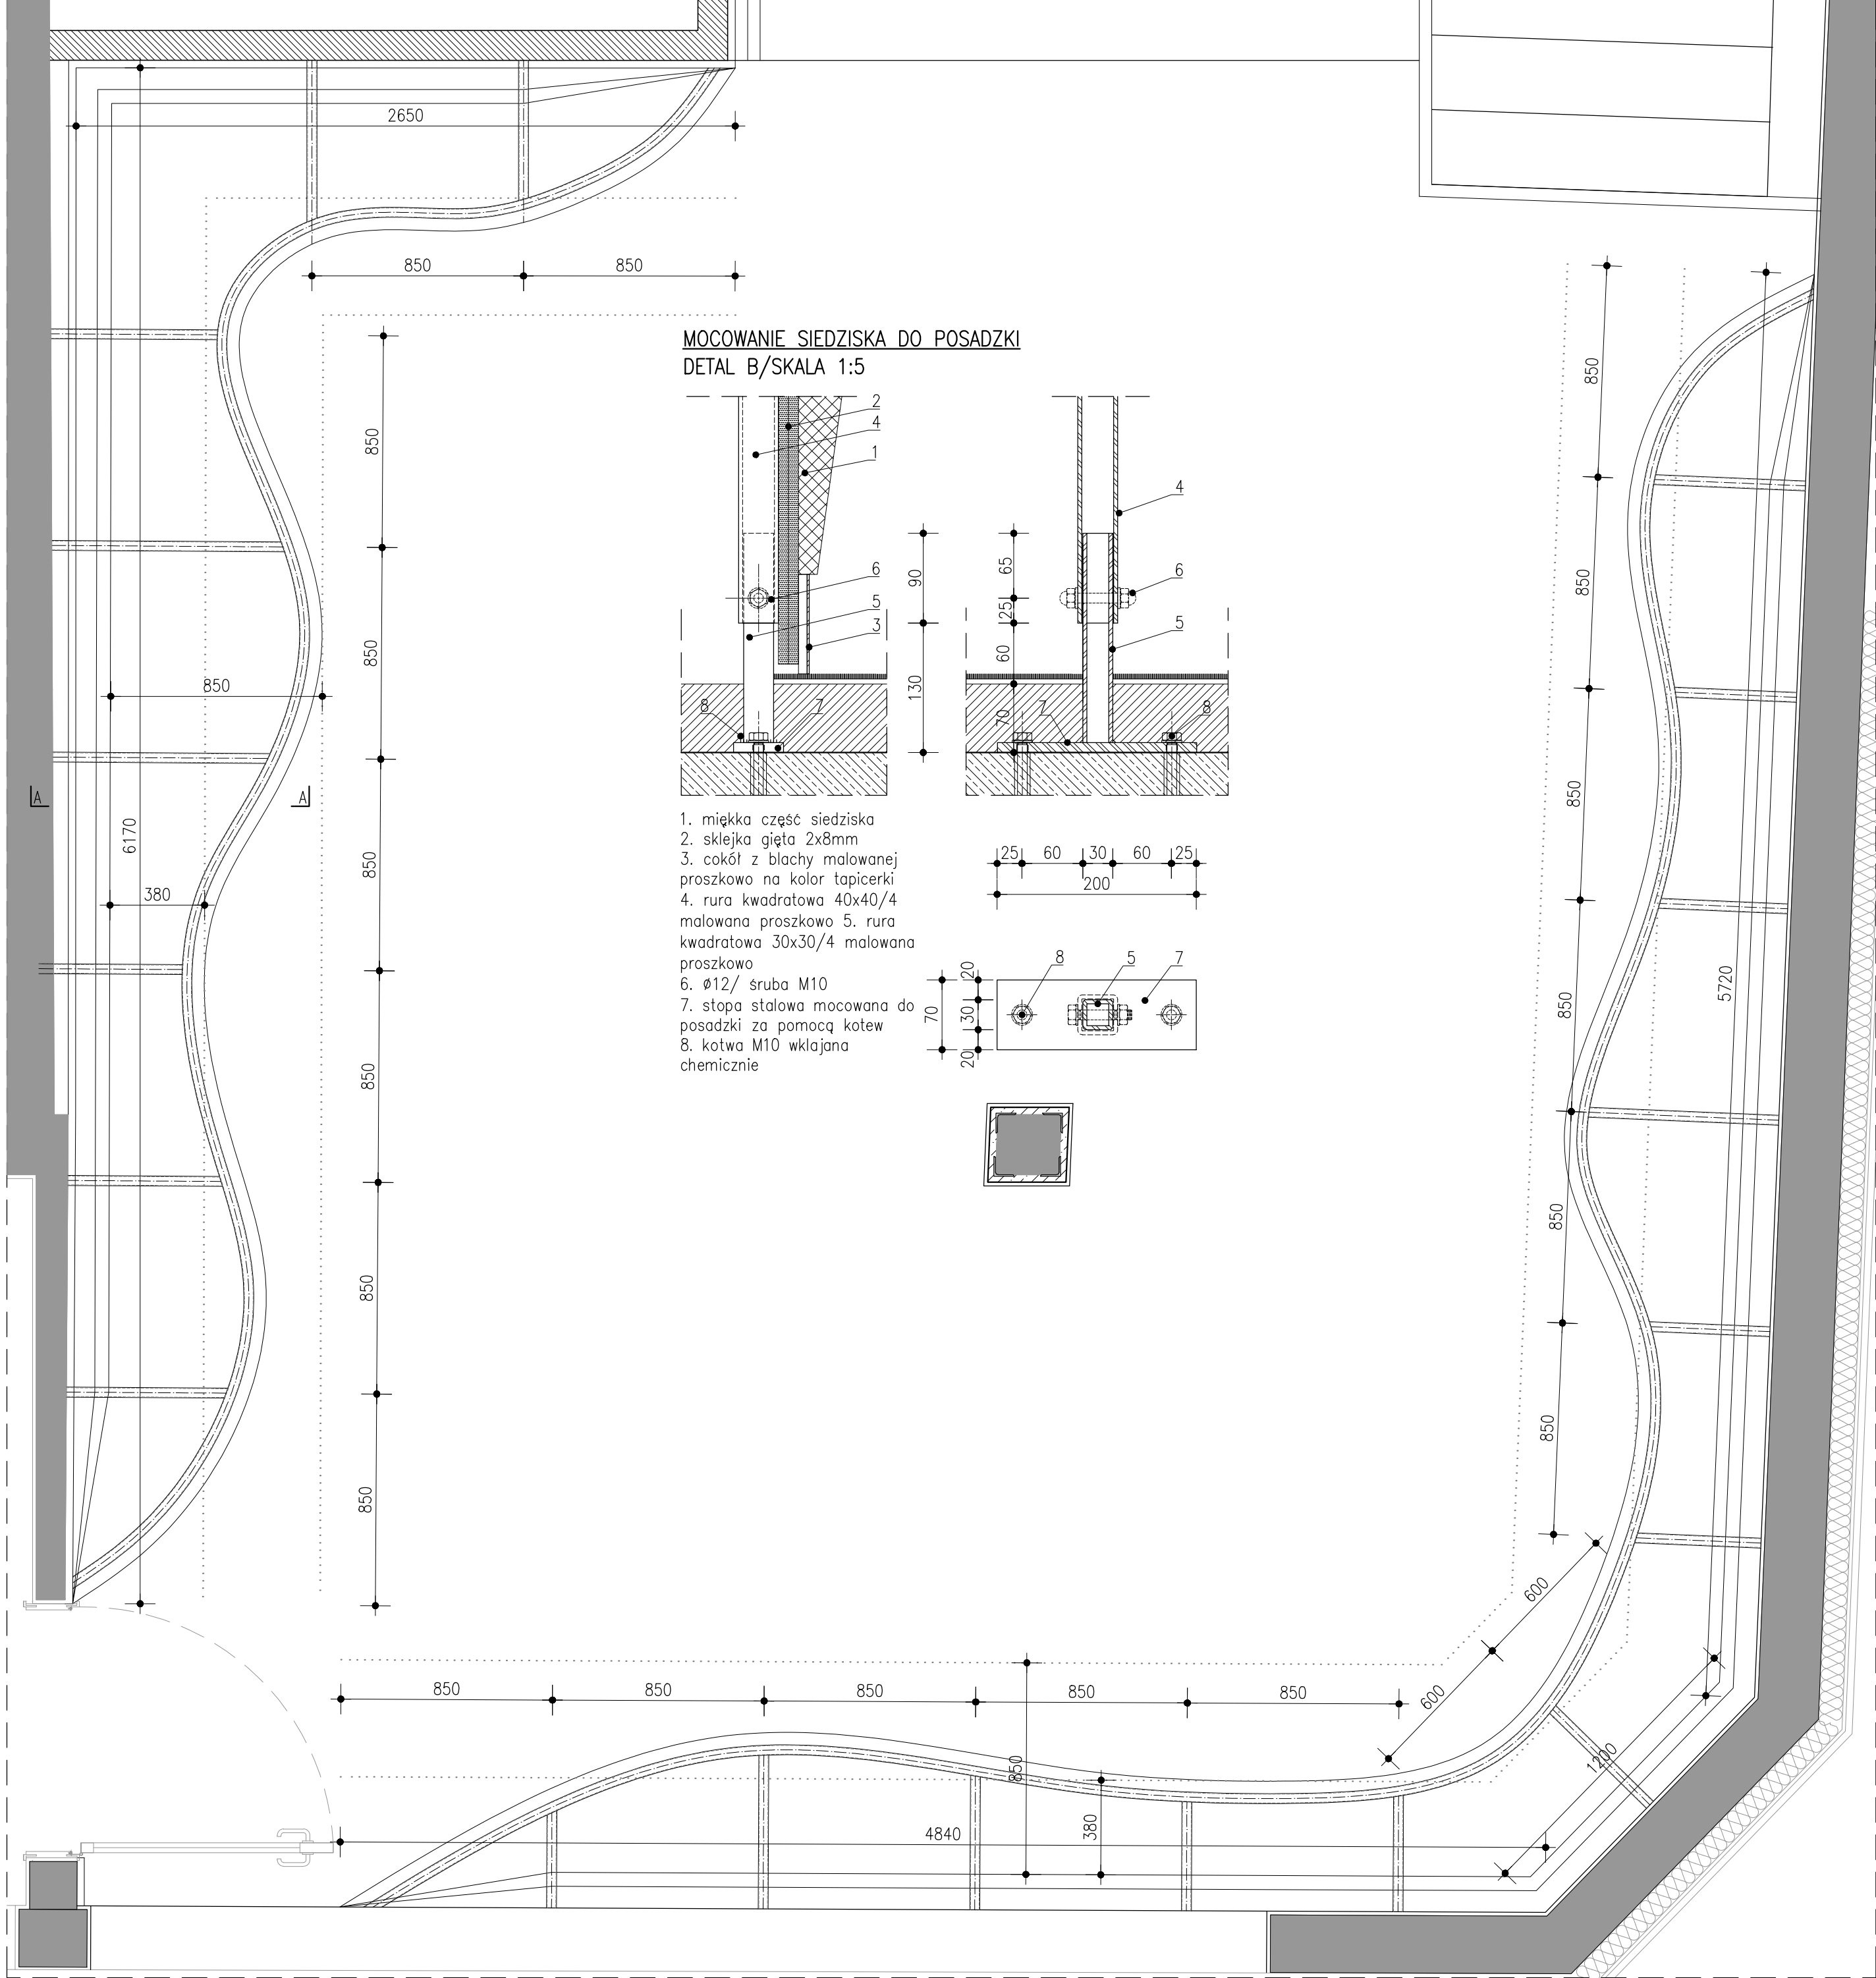 2650
850
850
MOCOWANIE SIEDZISKA DO POSADZKI
DETAL B/SKALA 1:5
850
850
2
4
1
4
850
6
65
6
90
850
25
5
5
3
60
850
130
850
8
7
7
70
8
850
A
A
6170
1. miękka część siedziska
2. sklejka gięta 2x8mm
3. cokół z blachy malowanej
proszkowo na kolor tapicerki
4. rura kwadratowa 40x40/4
malowana proszkowo 5. rura
kwadratowa 30x30/4 malowana
proszkowo
6. ø12/ śruba M10
7. stopa stalowa mocowana do
posadzki za pomocą kotew
8. kotwa M10 wklajana
chemicznie
25 60 30 60 25
200
850
380
8 5 7
20
70 30
20
5720
850
850
850
850
850
850
850
600
600
850 850 850 850 850
850
1200
4840
380